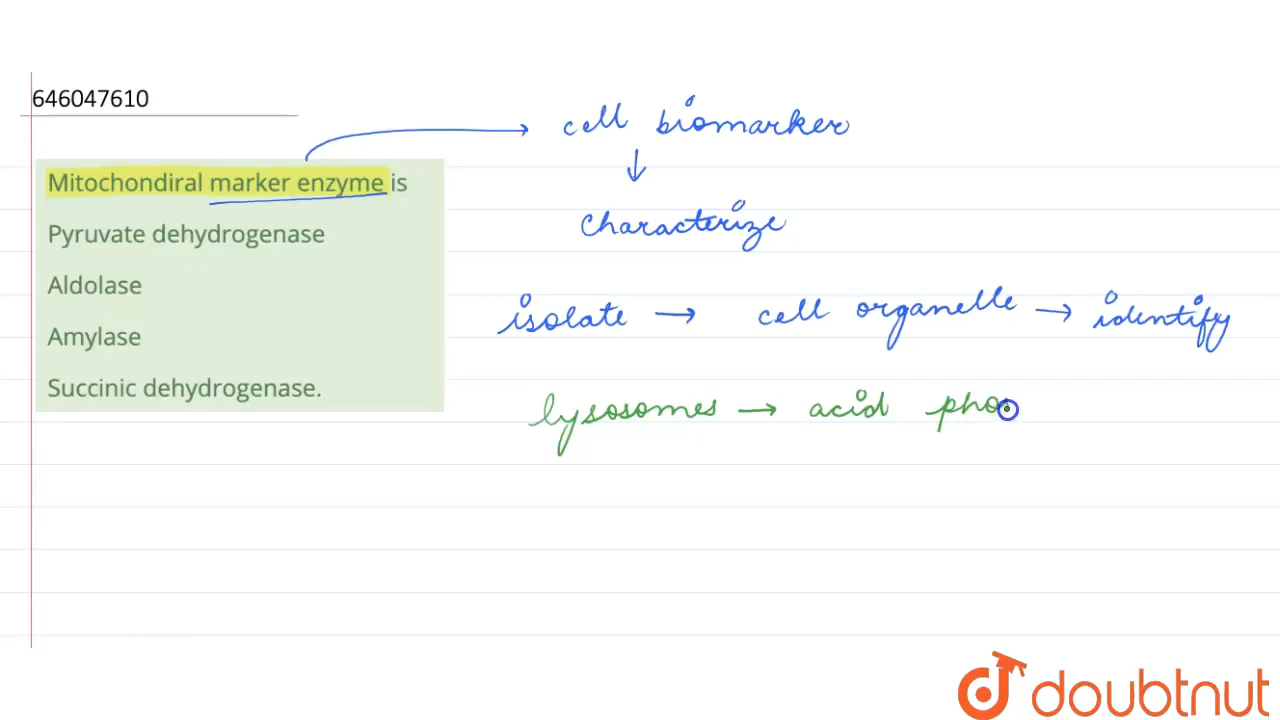 646047610
cell biomarker
Mitochondiral marker enzyme is
characterize
Pyruvate dehydrogenase
Aldolase
isolate → cell organelle → identify
Amylase
Succinic dehydrogenase.
lysosomes → acid pho
doubtnut